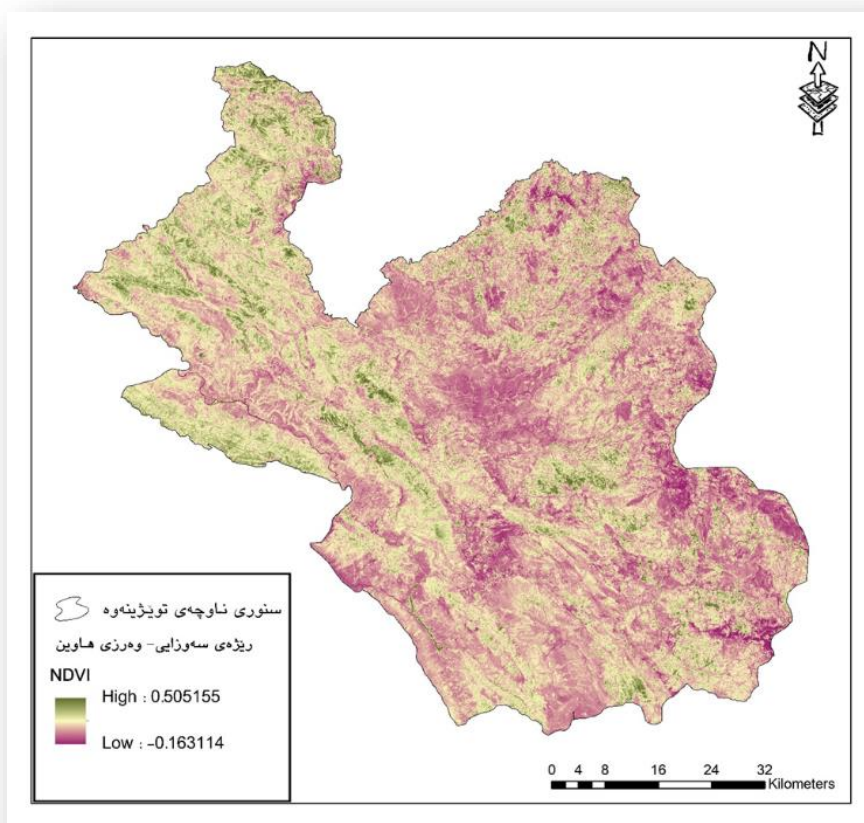 N
سنوری ناوچەی توێژینەوە
رێژەی سەوزایی- وەرزی هاوین
NDVI
High : 0.505155
Low : -0.163114
0 4 8 16 24 32
Kilometers